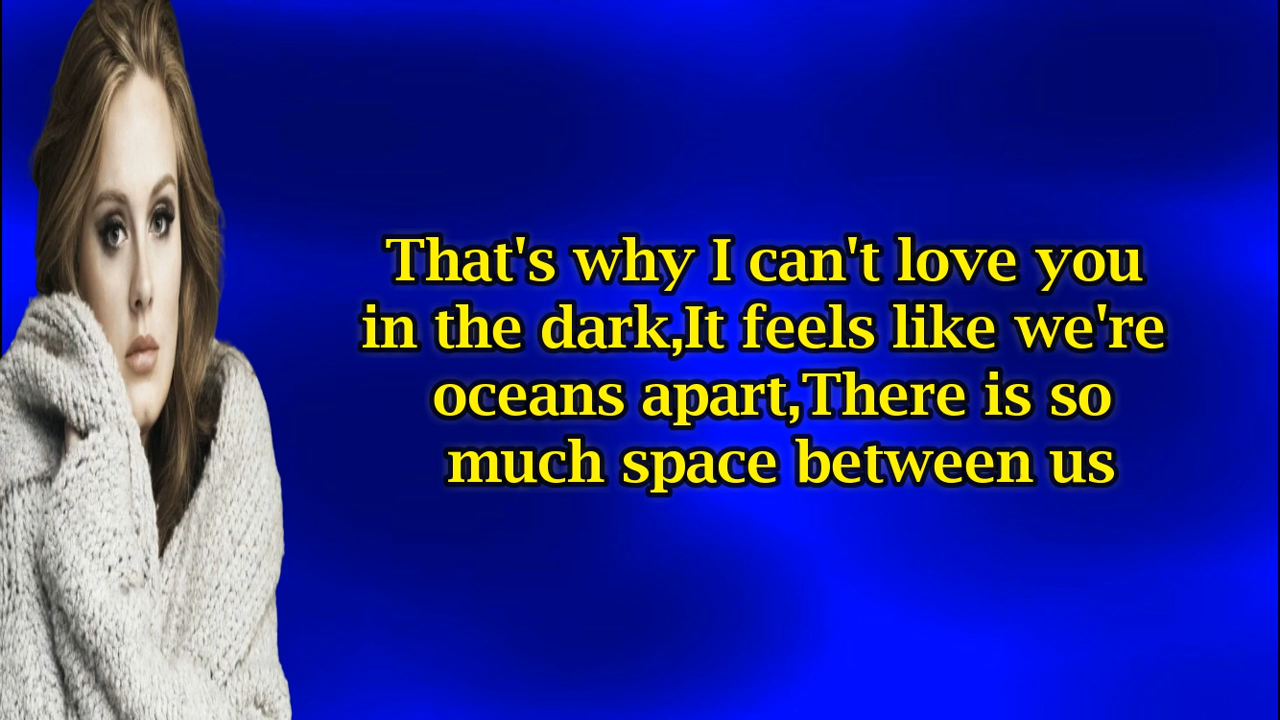 That's why I can't love you
in the dark,It feels like we're
oceans apart,There is so
much space between us